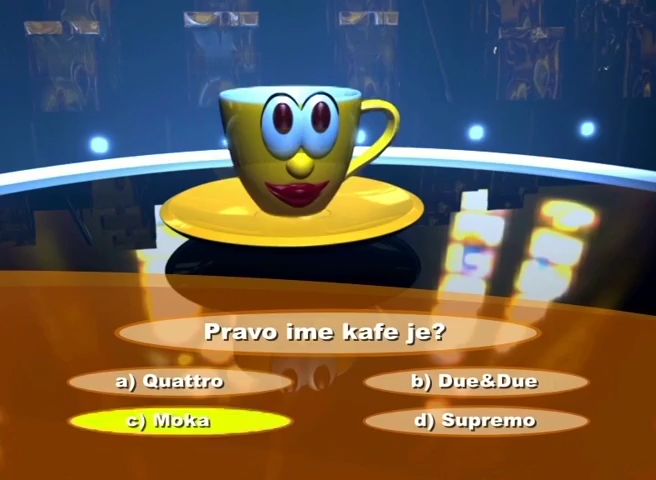 Pravo ime kafe je?
a) Quattro
b) Due&Due
c) Moka
d) Supremo